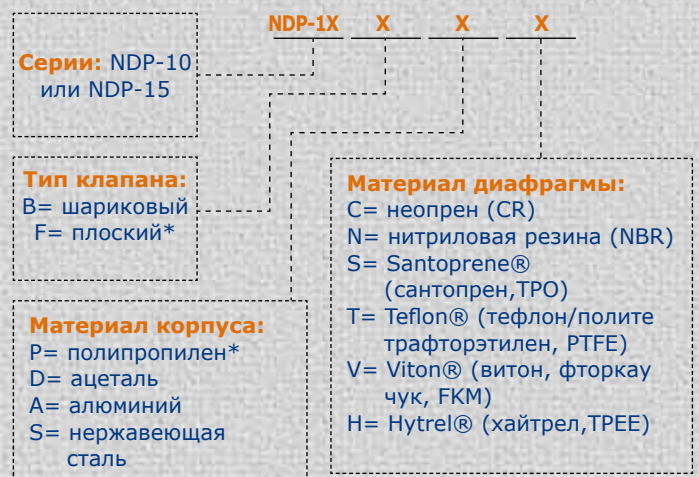 NDP-1X X X X
Серии: NDP-10
или NDP-15
Тип клапана:
B= шариковый
F= плоский*
Материал корпуса:
P= полипропилен*
D= ацеталь
A= алюминий
S= нержавеющая
сталь
Материал диафрагмы:
C= неопрен (CR)
N= нитриловая резина (NBR)
S= Santoprene®
(сантопрен,TPO)
T= Teflon® (тефлон/полите
трафторэтилен, PTFE)
V= Viton® (витон, фторкау
чук, FKM)
H= Hytrel® (хайтрел,TPEE)